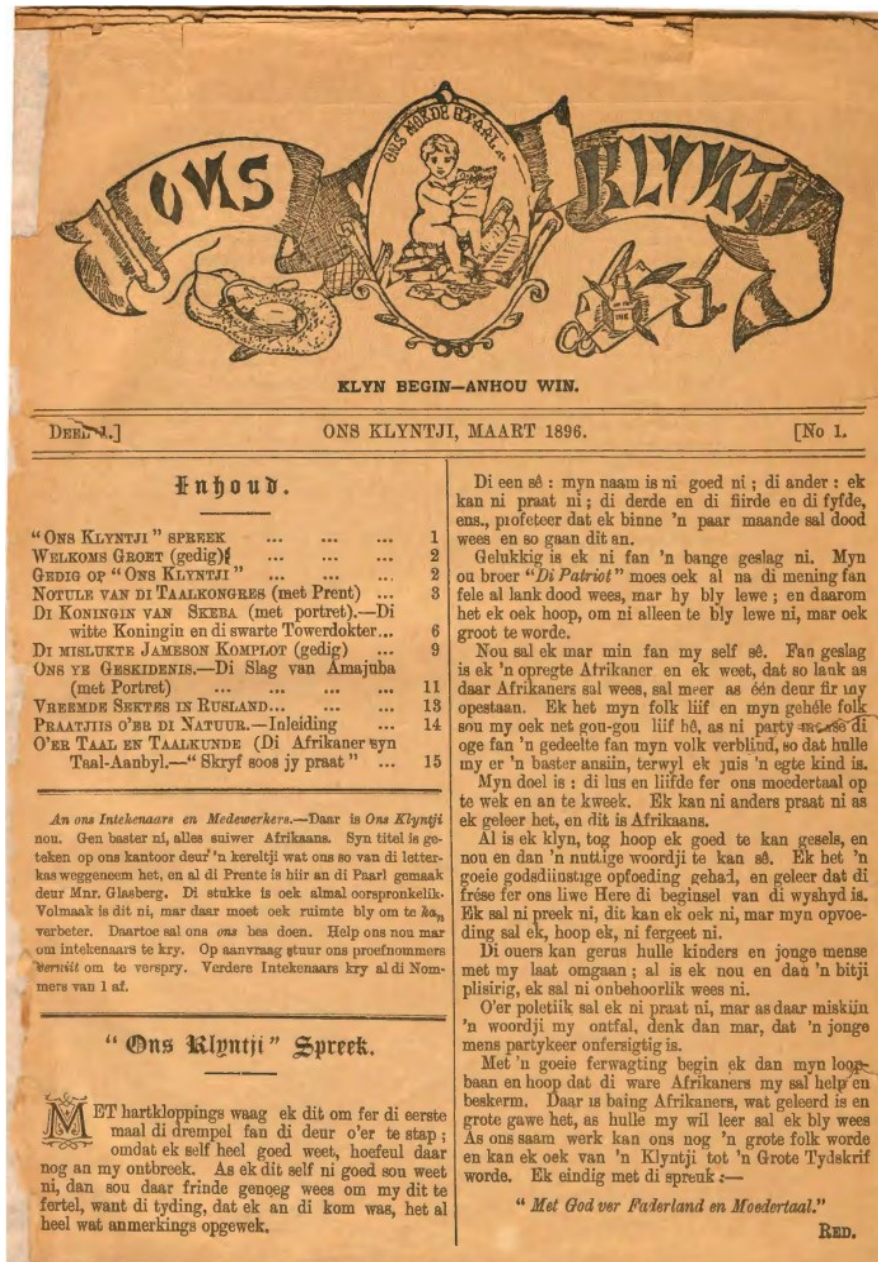 ONS MOEDERTAAL
ONS KLYNTJI
INK
KLYN BEGIN—ANHOU WIN.
DEEL 1.] ONS KLYNTJI, MAART 1896. [No 1.
Inhoud.
"ONS KLYNTJI" SPREEK ... ... ... 1
WELKOMS GROET (gedig) ... ... ... 2
GEDIG OP "ONS KLYNTJI" ... ... ... 2
NOTULE VAN DI TAALKONGRES (met Prent) ... 3
DI KONINGIN VAN SKEBA (met portret).—Di
witte Koningin en di swarte Towerdokter... 6
DI MISLUKTE JAMESON KOMPLOT (gedig) ... 9
ONS YE GESKIDENIS.—Di Slag van Amajuba
(met Portret) ... ... ... ... 11
VREEMDE SEKTES IN RUSLAND... ... ... 13
PRAATJIIS O'ER DI NATUUR.—Inleiding ... 14
O'ER TAAL EN TAALKUNDE (Di Afrikaner syn
Taal-Aanbyl.—"Skryf soos jy praat" ... 15
An ons Intekenaars en Medewerkers.—Daar is Ons Klyntji
nou. Gen baster ni, alles suiwer Afrikaans. Syn titel is ge-
teken op ons kantoor deur 'n kereltji wat ons so van di letter-
kas weggeneem het, en al di Prente is hiir an di Paarl gemaak
deur Mnr. Glasberg. Di stukke is oek almal oorspronkelik.
Volmaak is dit ni, mar daar moet oek ruimte bly om te kan
verbeter. Daartoe sal ons ons bes doen. Help ons nou mar
om intekenaars te kry. Op aanvraag stuur ons proefnommers
verniit om te verspry. Verdere Intekenaars kry al di Nom-
mers van 1 af.
"Ons Klyntji" Spreek.
MET hartkloppings waag ek dit om fer di eerste
maal di drempel fan di deur o'er te stap;
omdat ek self heel goed weet, hoefeul daar
nog an my ontbreek. As ek dit self ni goed sou weet
ni, dan sou daar frinde genoeg wees om my dit te
fertel, want di tyding, dat ek an di kom was, het al
heel wat anmerkings opgewek.
Di een sê: myn naam is ni goed ni; di ander: ek
kan ni praat ni; di derde en di fiirde en di fyfde,
ens., profeteer dat ek binne 'n paar maande sal dood
wees en so gaan dit an.
Gelukkig is ek ni fan 'n bange geslag ni. Myn
ou broer "Di Patriot" moes oek al na di mening fan
fele al lank dood wees, mar hy bly lewe; en daarom
het ek oek hoop, om ni alleen te bly lewe ni, mar oek
groot te worde.
Nou sal ek mar min fan my self sê. Fan geslag
is ek 'n opregte Afrikaner en ek weet, dat so lank as
daar Afrikaners sal wees, sal meer as één deur fir my
opestaan. Ek het myn folk liif en myn gehéle folk
sou my oek net gou-gou liif hê, as ni party mense di
oge fan 'n gedeelte fan myn volk verblind, so dat hulle
my er 'n baster ansiin, terwyl ek juis 'n egte kind is.
Myn doel is: di lus en liifde fer ons moedertaal op
te wek en an te kweek. Ek kan ni anders praat ni as
ek geleer het, en dit is Afrikaans.
Al is ek klyn, tog hoop ek goed te kan gesels, en
nou en dan 'n nuttige woordji te kan sê. Ek het 'n
goeie godsdiinstige opfoeding gehad, en geleer dat di
frése fer ons liwe Here di beginsel van di wyshyd is.
Ek sal ni preek ni, dit kan ek oek ni, mar myn opvoe-
ding sal ek, hoop ek, ni fergeet ni.
Di ouers kan gerus hulle kinders en jonge mense
met my laat omgaan; al is ek nou en dan 'n bitji
plisirig, ek sal ni onbehoorlik wees ni.
O'er poletiik sal ek ni praat ni, mar as daar miskiin
'n woordji my ontfal, denk dan mar, dat 'n jonge
mens partykeer onfersigtig is.
Met 'n goeie ferwagting begin ek dan myn loop-
baan en hoop dat di ware Afrikaners my sal help en
beskerm. Daar is baing Afrikaners, wat geleerd is en
grote gawe het, as hulle my wil leer sal ek bly wees
As ons saam werk kan ons nog 'n grote folk worde
en kan ek oek van 'n Klyntji tot 'n Grote Tydskrif
worde. Ek eindig met di spreuk:—
"Met God ver Faderland en Moedertaal."
RED.